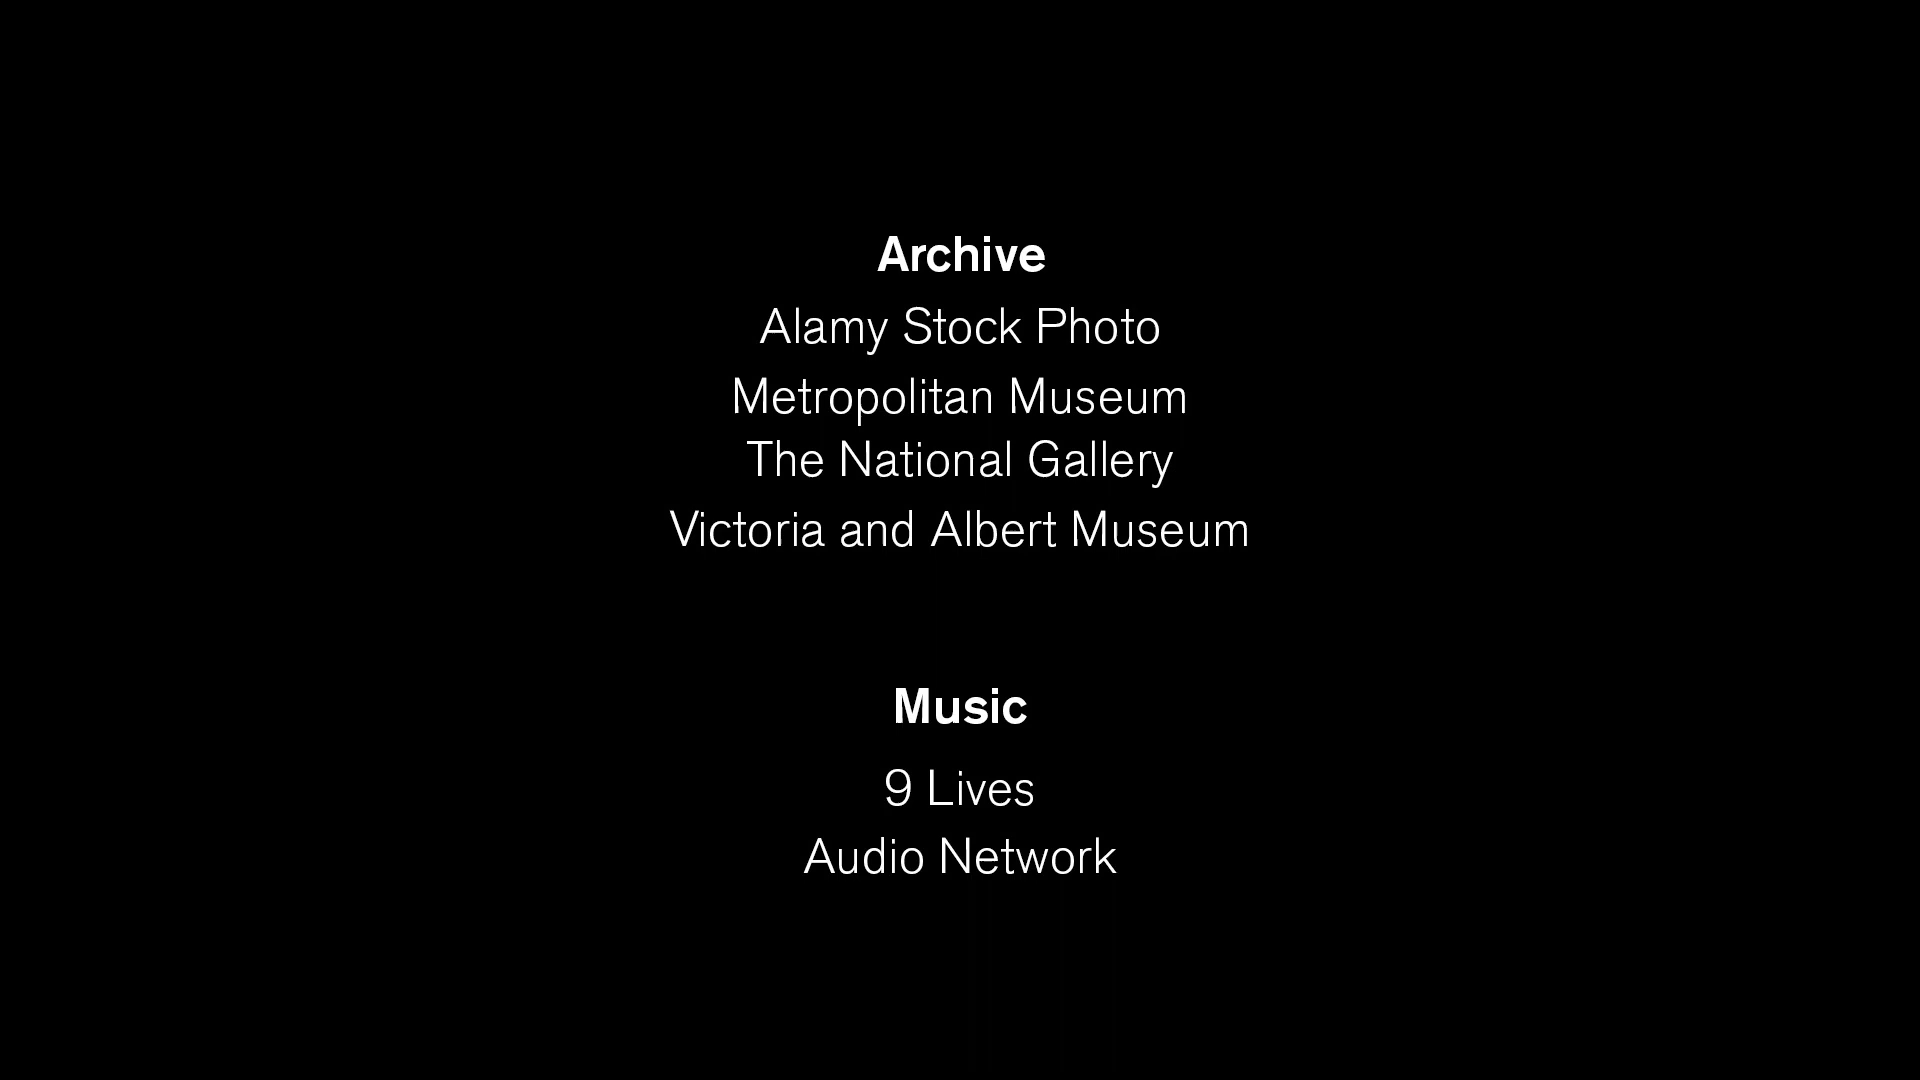 Archive
Alamy Stock Photo
Metropolitan Museum
The National Gallery
Victoria and Albert Museum
Music
9 Lives
Audio Network